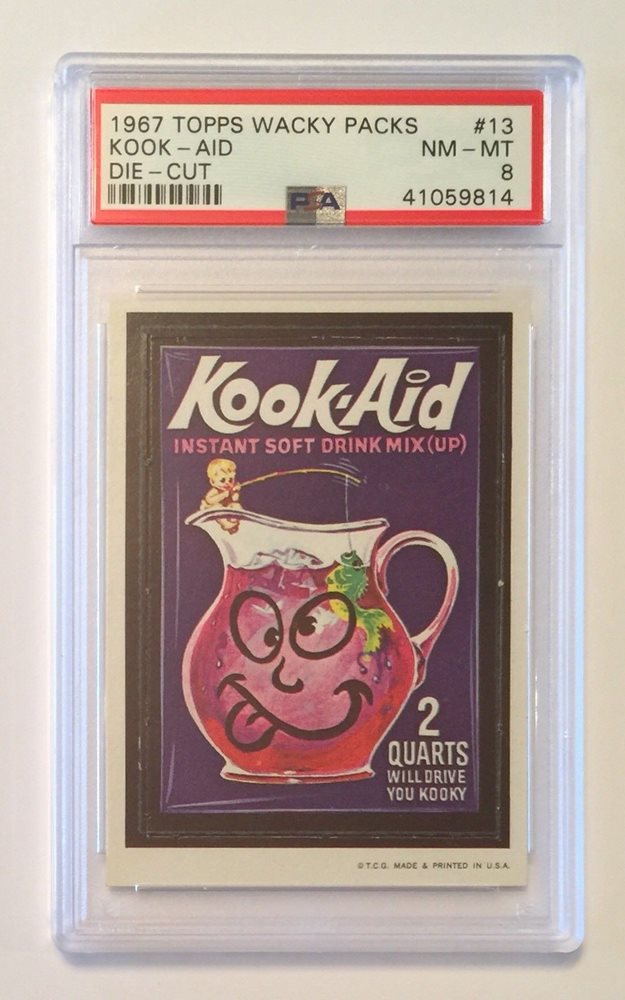 1967 TOPPS WACKY PACKS #13
KOOK-AID NM-MT
DIE-CUT 8
PSA 41059814
Kook-Aid
INSTANT SOFT DRINK MIX (UP)
2
QUARTS
WILL DRIVE
YOU KOOKY
©T.C.G. MADE & PRINTED IN U.S.A.